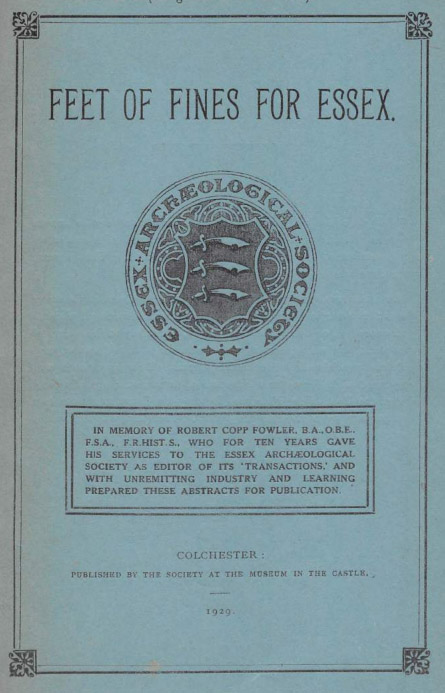 FEET OF FINES FOR ESSEX.
ESSEX + ARCHÆOLOGICAL + SOCIETY
IN MEMORY OF ROBERT COPP FOWLER, B.A., O.B.E.,
F.S.A., F.R.HIST.S., WHO FOR TEN YEARS GAVE
HIS SERVICES TO THE ESSEX ARCHÆOLOGICAL
SOCIETY AS EDITOR OF ITS 'TRANSACTIONS,' AND
WITH UNREMITTING INDUSTRY AND LEARNING
PREPARED THESE ABSTRACTS FOR PUBLICATION.
COLCHESTER:
PUBLISHED BY THE SOCIETY AT THE MUSEUM IN THE CASTLE.
1929.